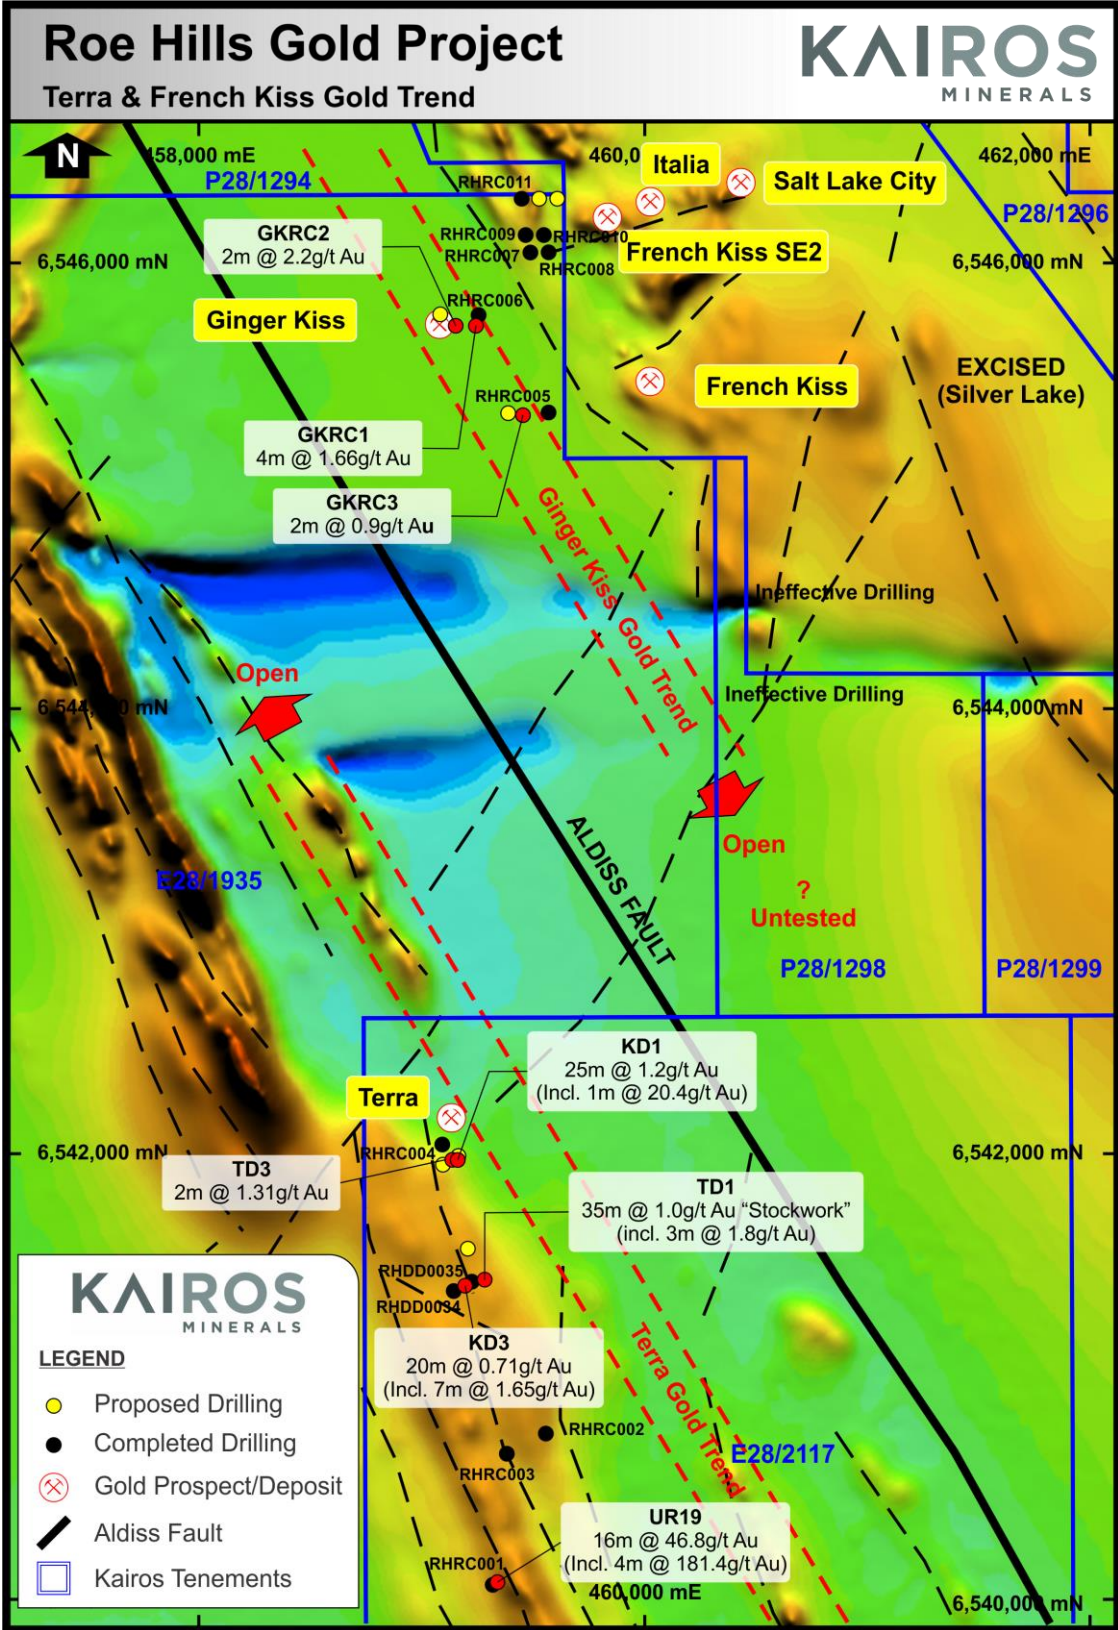 Roe Hills Gold Project
Terra & French Kiss Gold Trend
KAIROS
MINERALS
N
458,000 mE
460,0
462,000 mE
P28/1294
RHRC011
Italia
Salt Lake City
P28/1296
GKRC2
2m @ 2.2g/t Au
RHRC009
RHRC010
RHRC007
RHRC008
French Kiss SE2
6,546,000 mN
6,546,000 mN
RHRC006
Ginger Kiss
EXCISED
(Silver Lake)
French Kiss
RHRC005
GKRC1
4m @ 1.66g/t Au
GKRC3
2m @ 0.9g/t Au
Ginger Kiss Gold Trend
Ineffective Drilling
Open
Ineffective Drilling
6,544,000 mN
6,544,000 mN
Open
ALDISS FAULT
E28/1935
?
Untested
P28/1298
P28/1299
KD1
25m @ 1.2g/t Au
(Incl. 1m @ 20.4g/t Au)
Terra
6,542,000 mN
RHRC004
6,542,000 mN
TD3
2m @ 1.31g/t Au
TD1
35m @ 1.0g/t Au “Stockwork”
(incl. 3m @ 1.8g/t Au)
RHDD0035
RHDD0034
KD3
20m @ 0.71g/t Au
(Incl. 7m @ 1.65g/t Au)
Terra Gold Trend
RHRC002
RHRC003
E28/2117
UR19
16m @ 46.8g/t Au
(Incl. 4m @ 181.4g/t Au)
RHRC001
460,000 mE
6,540,000 mN
KAIROS
MINERALS
LEGEND
Proposed Drilling
Completed Drilling
Gold Prospect/Deposit
Aldiss Fault
Kairos Tenements